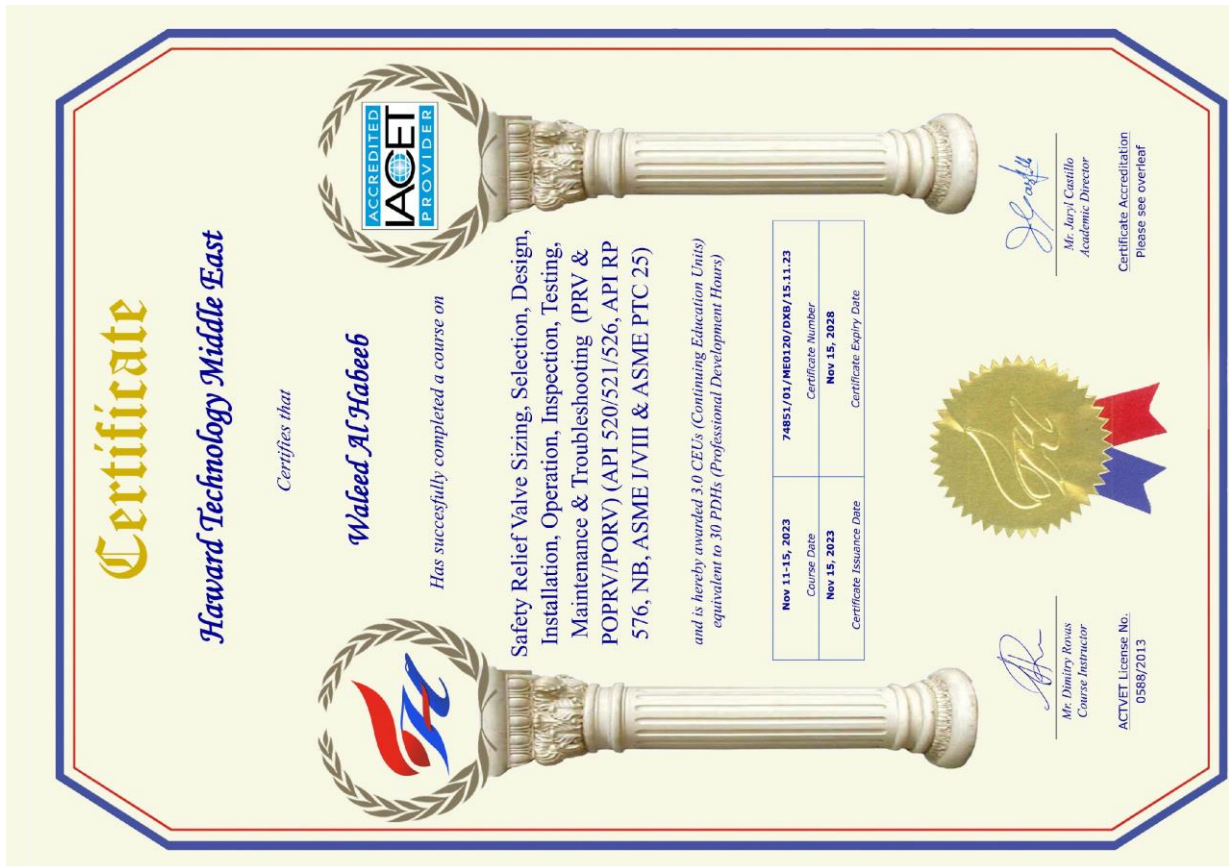 Certificate
Haward Technology Middle East
Certifies that
ACCREDITED
IACET
PROVIDER
Waleed Al Habeeb
Has succesfully completed a course on
Safety Relief Valve Sizing, Selection, Design,
Installation, Operation, Inspection, Testing,
Maintenance & Troubleshooting (PRV &
POPRV/PORV) (API 520/521/526, API RP
576, NB, ASME I/VIII & ASME PTC 25)
and is hereby awarded 3.0 CEUs (Continuing Education Units)
equivalent to 30 PDHs (Professional Development Hours)
Nov 11-15, 2023 74851/01/ME0120/DXB/15.11.23
Course Date Certificate Number
Nov 15, 2023 Nov 15, 2028
Certificate Issuance Date Certificate Expiry Date
Mr. Dimitry Rovas
Course Instructor
ACTVET License No.
0588/2013
Mr. Jaryl Castillo
Academic Director
Certificate Accreditation
Please see overleaf